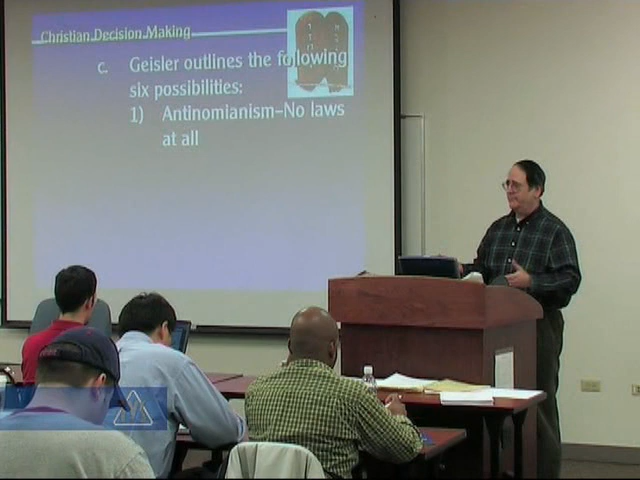 Christian Decision Making
c. Geisler outlines the following
six possibilities:
1) Antinomianism–No laws
at all